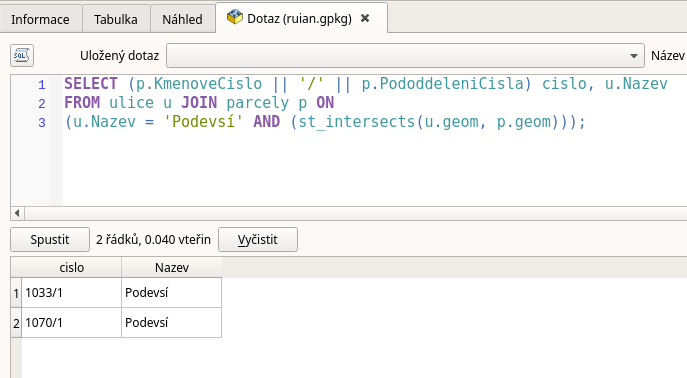 Informace Tabulka Náhled Dotaz (ruian.gpkg)
SQL Uložený dotaz Název
1 SELECT (p.KmenoveCislo || '/' || p.PododdeleniCisla) cislo, u.Nazev
2 FROM ulice u JOIN parcely p ON
3 (u.Nazev = 'Podevsí' AND (st_intersects(u.geom, p.geom)));
Spustit 2 řádků, 0.040 vteřin Vyčistit
cislo Nazev
1 1033/1 Podevsí
2 1070/1 Podevsí